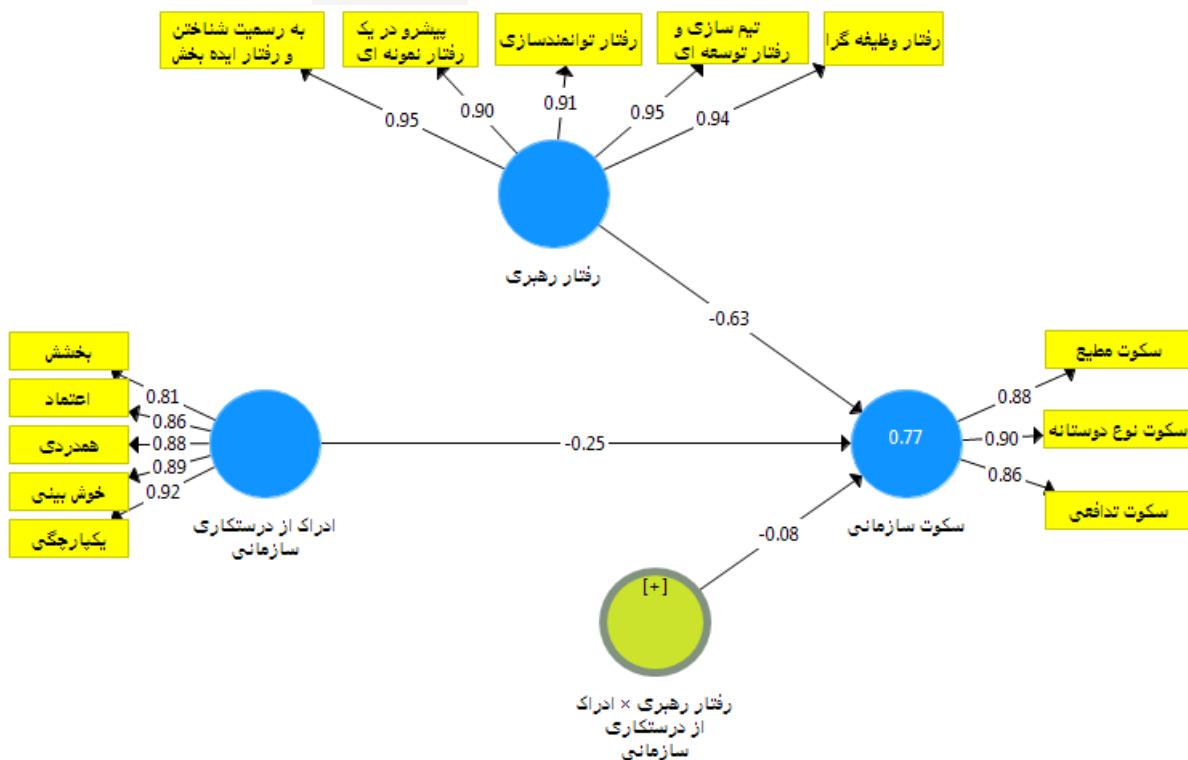 به رسمیت شناختن
و رفتار ایده بخش
پیشرو در یک
رفتار نمونه ای
رفتار توانمندسازی
تیم سازی و
رفتار توسعه ای
رفتار وظیفه گرا
0.95
0.90
0.91
0.95
0.94
رفتار رهبری
-0.63
بخشش
اعتماد
همدردی
خوش بینی
یکپارچگی
0.81
0.86
0.88
0.89
0.92
ادراک از درستکاری
سازمانی
-0.25
0.77
سکوت سازمانی
0.88
0.90
0.86
سکوت مطیع
سکوت نوع دوستانه
سکوت تدافعی
-0.08
[+]
رفتار رهبری × ادراک
از درستکاری
سازمانی